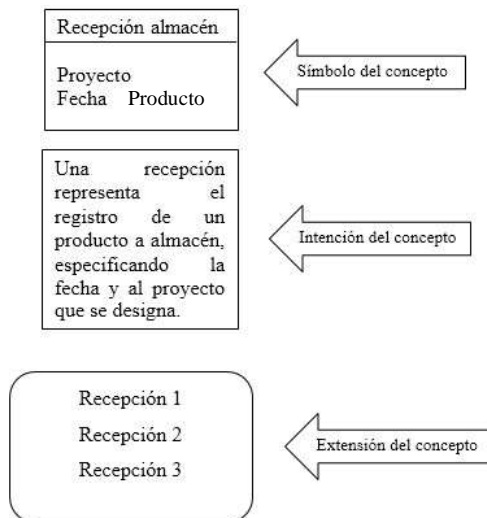 Recepción almacén
Proyecto
Fecha Producto
Símbolo del concepto
Una recepción
representa el
registro de un
producto a almacén,
especificando la
fecha y al proyecto
que se designa.
Intención del concepto
Recepción 1
Recepción 2
Recepción 3
Extensión del concepto